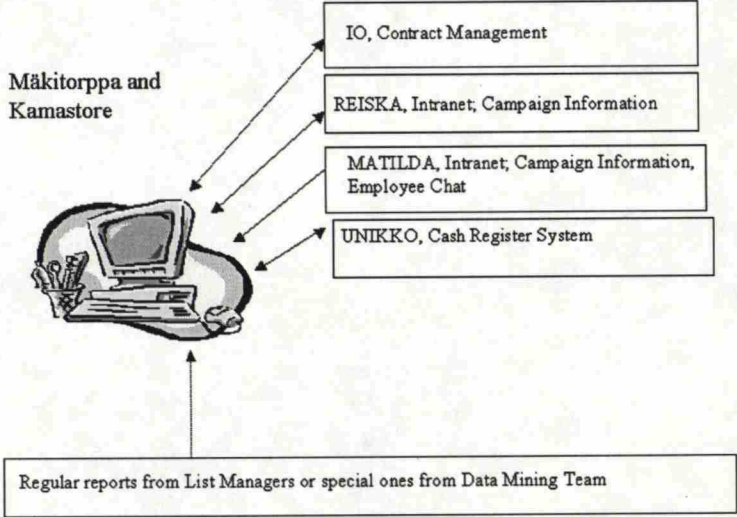 IO, Contract Management
Mäkitorppa and
Kamastore
REISKA, Intranet; Campaign Information
MATILDA, Intranet; Campaign Information,
Employee Chat
UNIKKO, Cash Register System
Regular reports from List Managers or special ones from Data Mining Team